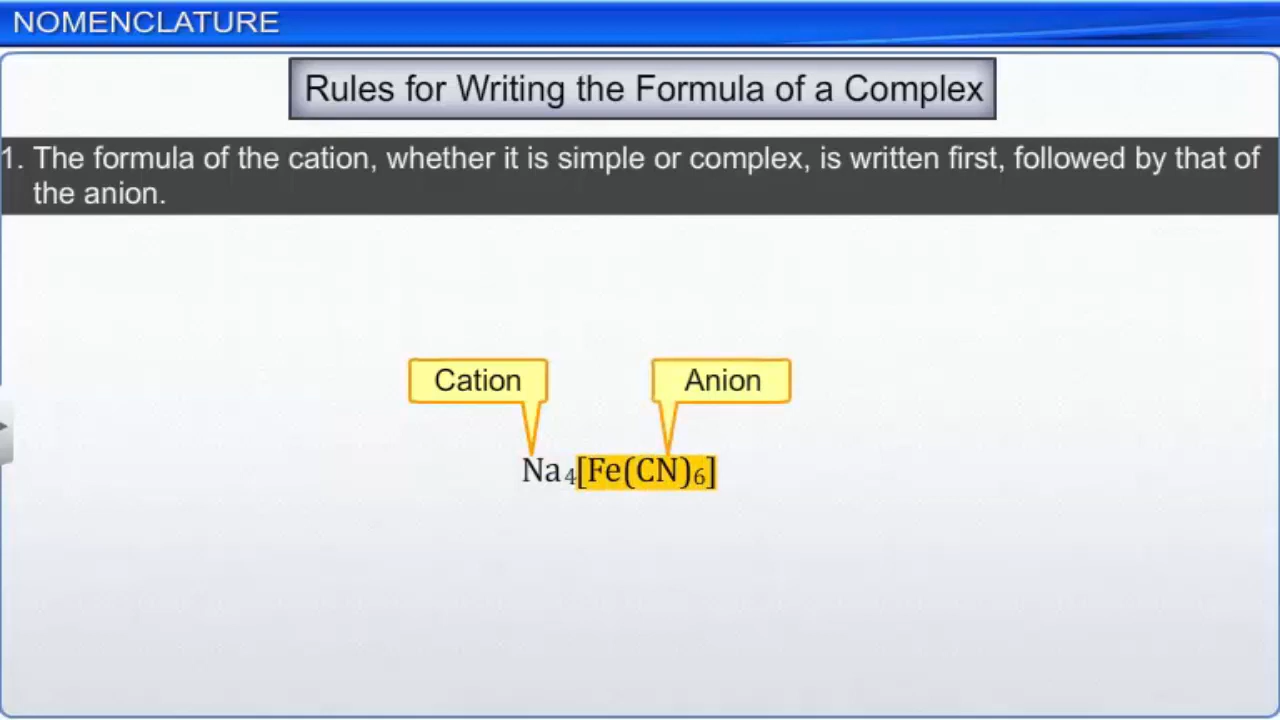 NOMENCLATURE
Rules for Writing the Formula of a Complex
1. The formula of the cation, whether it is simple or complex, is written first, followed by that of
the anion.
Cation Anion
Na₄[Fe(CN)₆]